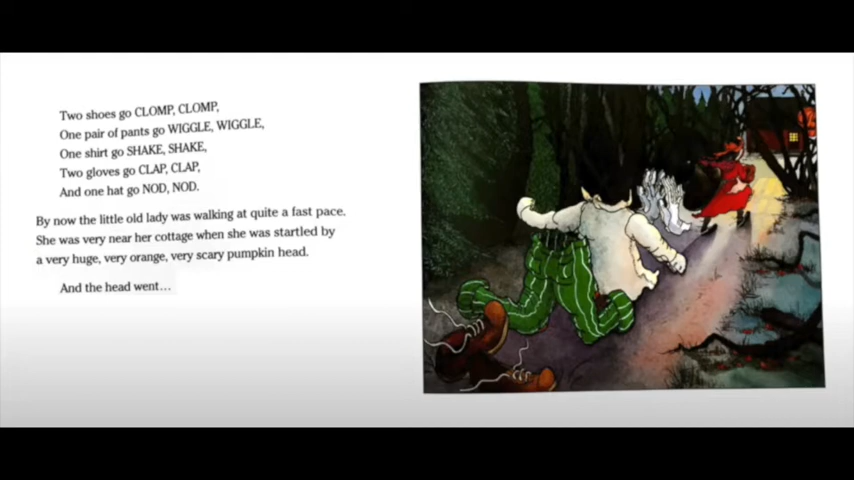 Two shoes go CLOMP, CLOMP,
One pair of pants go WIGGLE, WIGGLE,
One shirt go SHAKE, SHAKE,
Two gloves go CLAP, CLAP,
And one hat go NOD, NOD.
By now the little old lady was walking at quite a fast pace.
She was very near her cottage when she was startled by
a very huge, very orange, very scary pumpkin head.
And the head went...